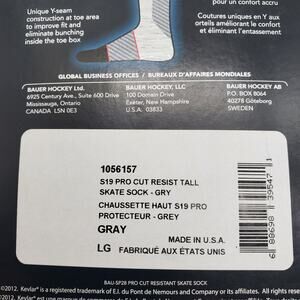 Unique Y-seam
construction at toe area
to improve fit and
eliminate bunching
inside the toe box
pour un confort accru
Coutures uniques en Y aux
orteils améliorant le confort
et éliminant l'entassement
GLOBAL BUSINESS OFFICES / BUREAUX D'AFFAIRES MONDIALES
BAUER HOCKEY Ltd.
6925 Century Ave., Suite 600 Drive
Mississauga, Ontario
CANADA L5N 0E3
BAUER HOCKEY, LLC
100 Domain Drive
Exeter, New Hampshire
U.S.A. 03833
BAUER HOCKEY AB
P.O. BOX 8064
40278 Göteborg
SWEDEN
1056157
S19 PRO CUT RESIST TALL
SKATE SOCK - GRY
CHAUSSETTE HAUT S19 PRO
PROTECTEUR - GREY
GRAY
MADE IN U.S.A.
LG FABRIQUÉ AUX ÉTATS UNIS
6 88698 39547 1
BAU-SP28 PRO CUT RESISTANT SKATE SOCK
©2012. Kevlar® is a registered trademark of E.I. du Pont de Nemours and Company or its affiliates.